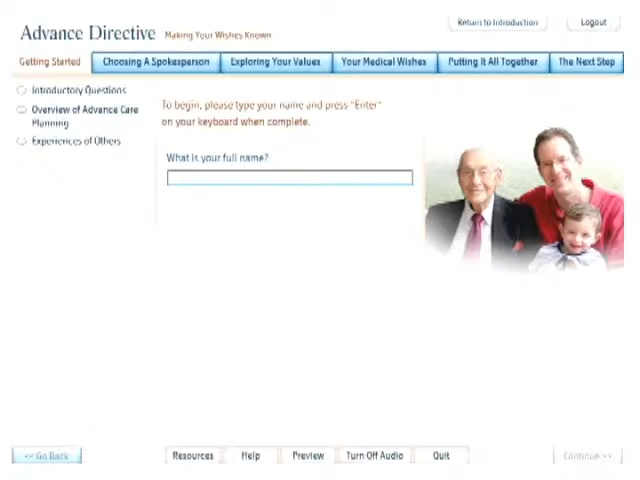 Return to Introduction
Logout
Advance Directive Making Your Wishes Known
Getting Started
Choosing A Spokesperson
Exploring Your Values
Your Medical Wishes
Putting It All Together
The Next Step
Introductory Questions
Overview of Advance Care
Planning
Experiences of Others
To begin, please type your name and press "Enter"
on your keyboard when complete.
What is your full name?
<< Go Back
Resources
Help
Preview
Turn Off Audio
Quit
Continue >>